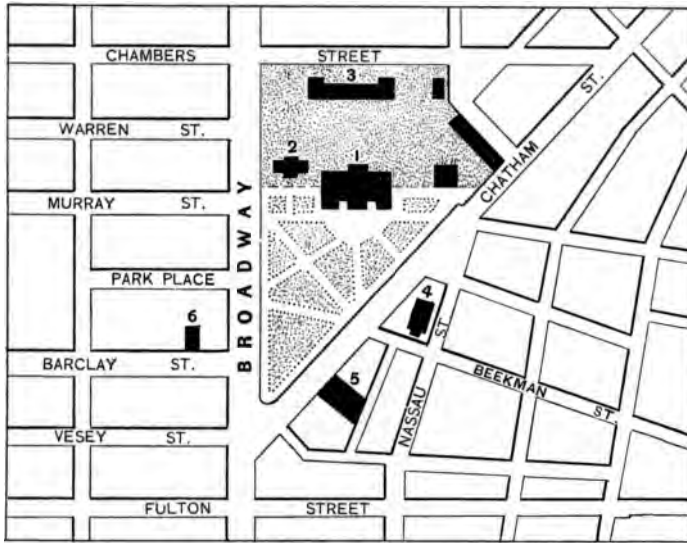 CHAMBERS STREET
3
WARREN ST.
2
1
CHATHAM ST.
MURRAY ST.
BROADWAY
PARK PLACE
6
4
BARCLAY ST.
5
NASSAU ST.
BEEKMAN ST.
VESEY ST.
FULTON STREET